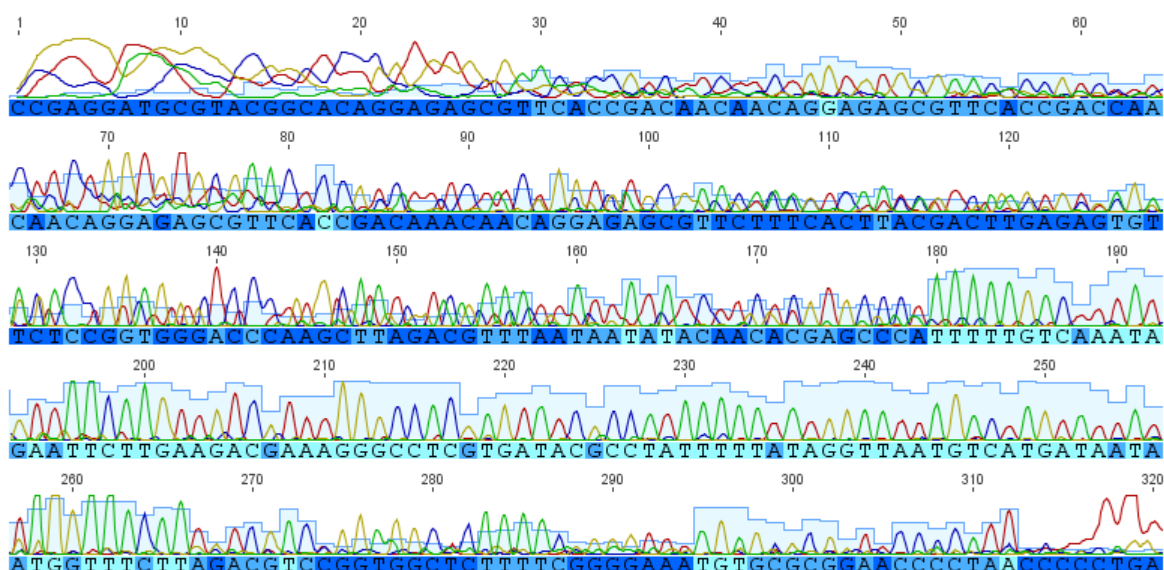 1 10 20 30 40 50 60
CCGAGGATGCGTACGGCACAGGAGAGCGTTCACCGACAACAACAGGAGAGCGTTCACCGACCAA
70 80 90 100 110 120
CAACAGGAGAGCGTTCACCGACAAACAACAGGAGAGCGTTCTTTCACTTACGACTTGAGAGTGT
130 140 150 160 170 180 190
TCTCCGGTGGGACCCAAGCTTAGACGTTTAATAATATACAACACGAGCCCATTTTTGTCAAATA
200 210 220 230 240 250
GAATTCTTGAAGACGAAAGGGCCTCGTGATACGCCTATTTTTATAGGTTAATGTCATGATAATA
260 270 280 290 300 310 320
ATGGTTTCTTAGACGTCCGGTGGCTCTTTTCGGGGAAATGTGCGCGGAACCCCTAACCCCCTGA